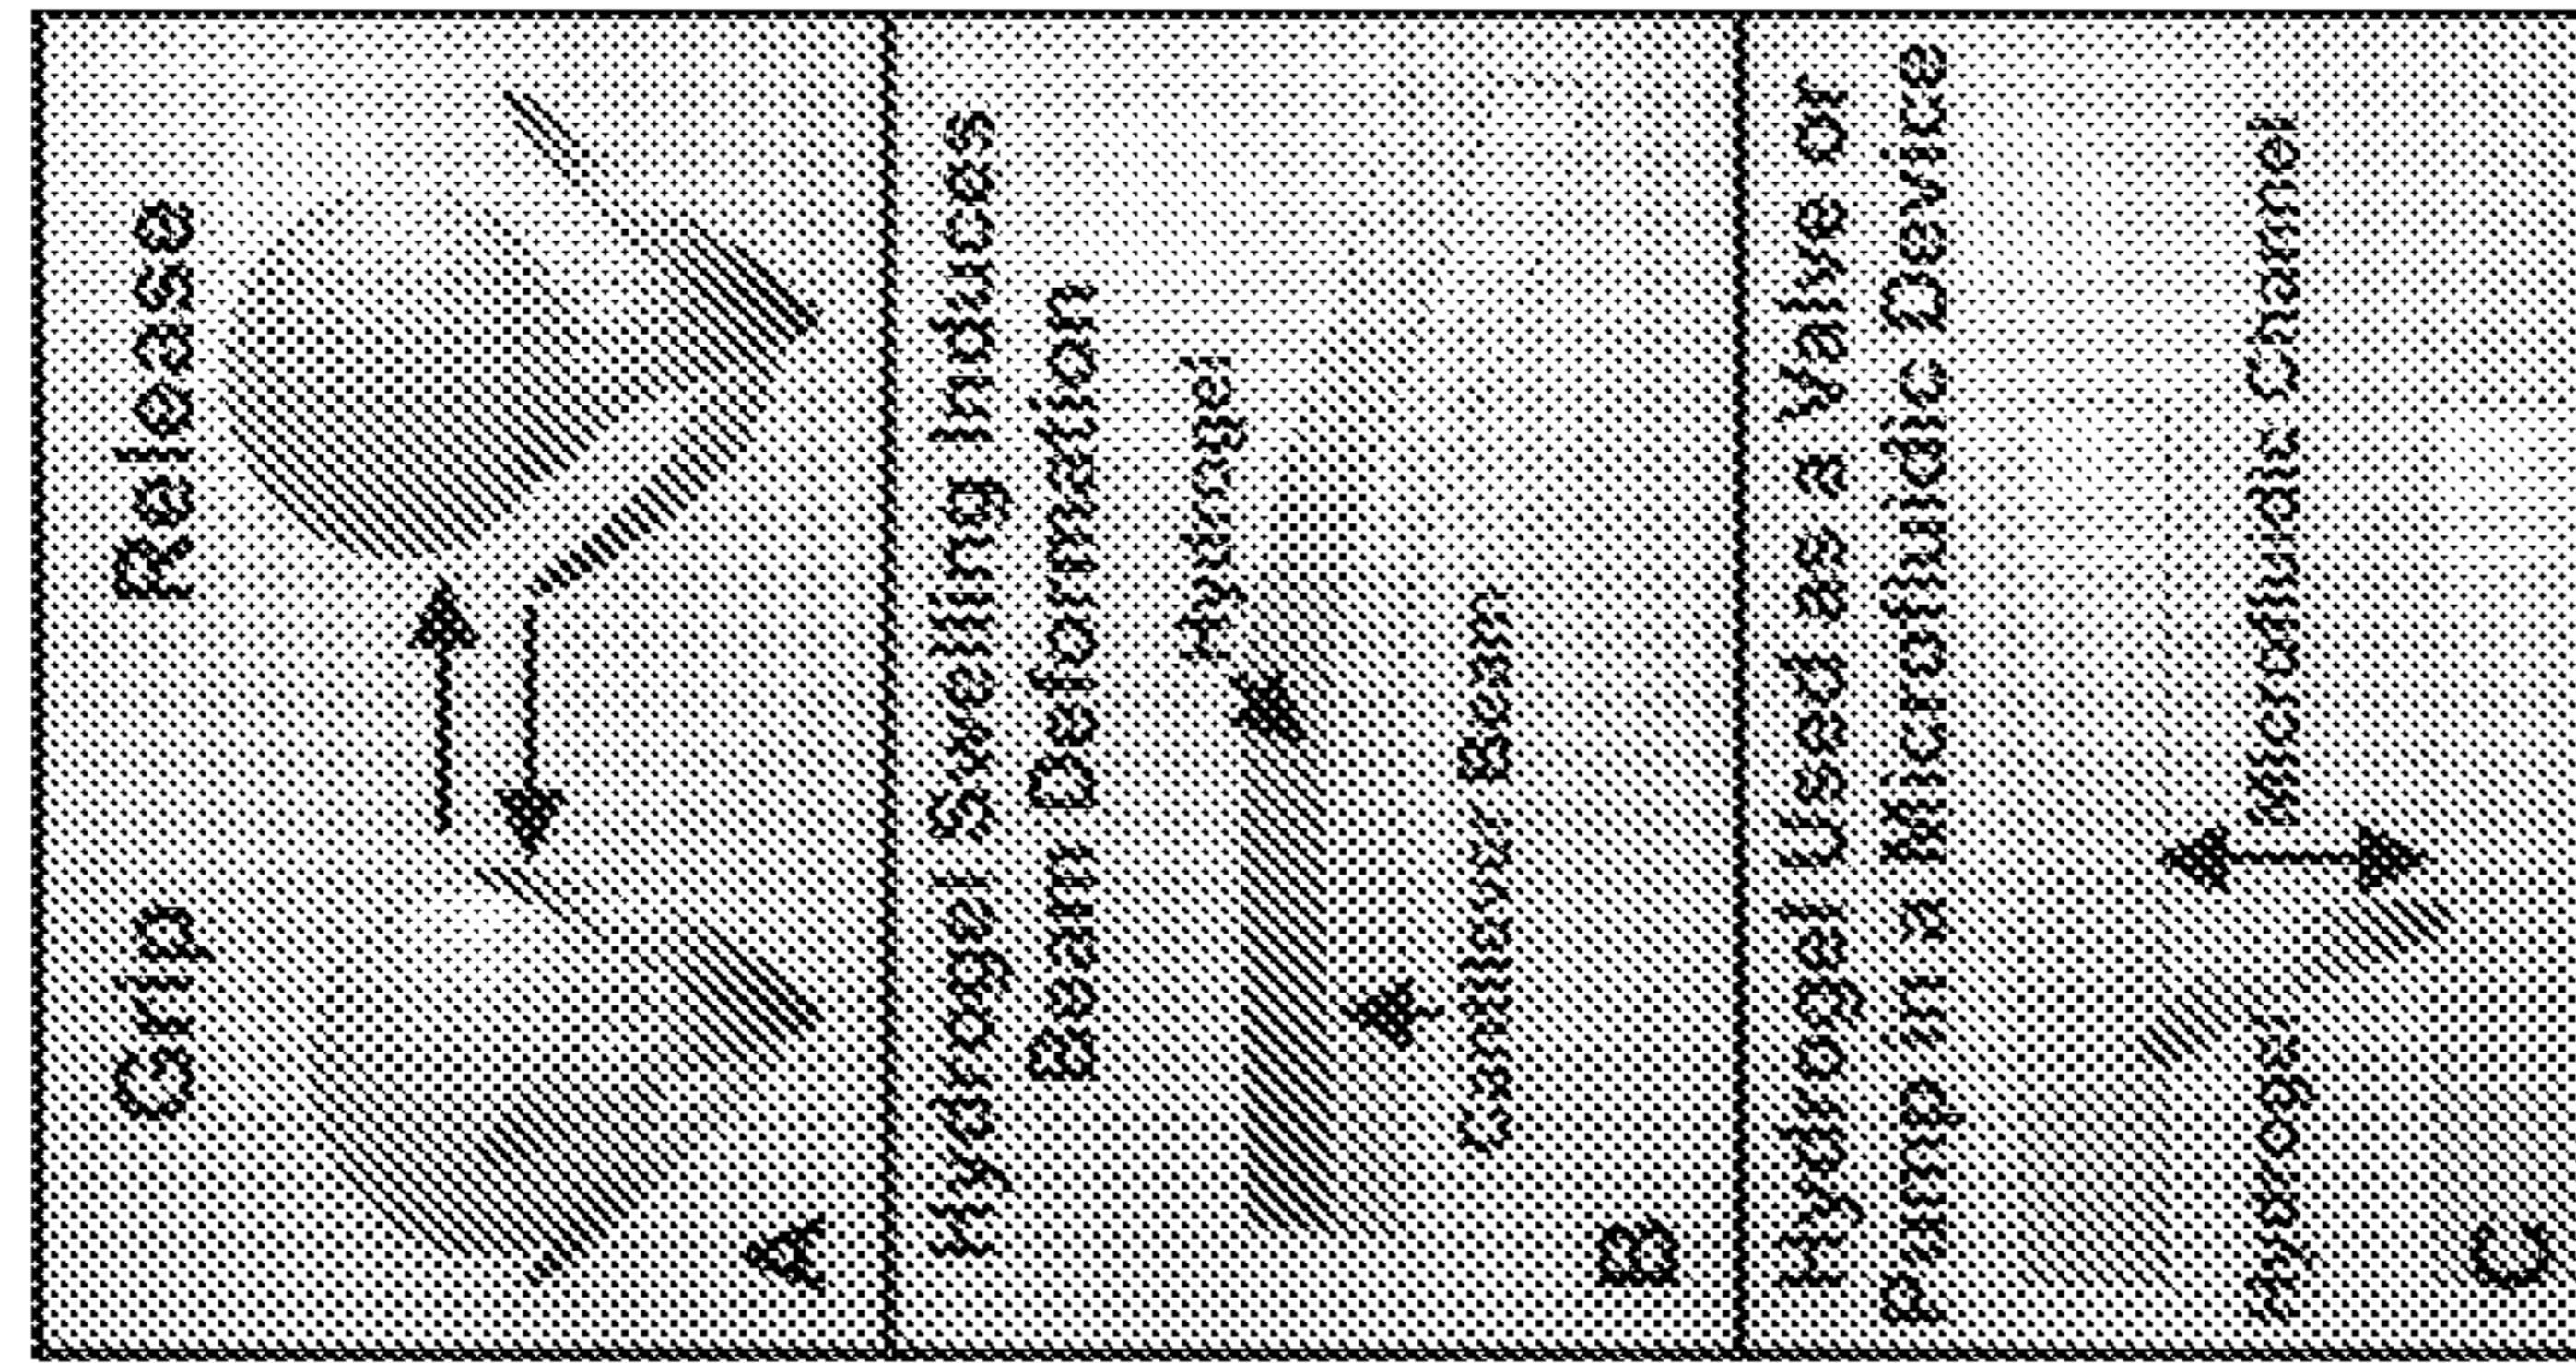 Grip Release
A
Hydrogel Swelling Induces
Beam Deformation
Hydrogel
Cantilever Beam
B
Hydrogel Used as a Valve or
Pump in a Microfluidic Device
Hydrogel Microfluidic Channel
C